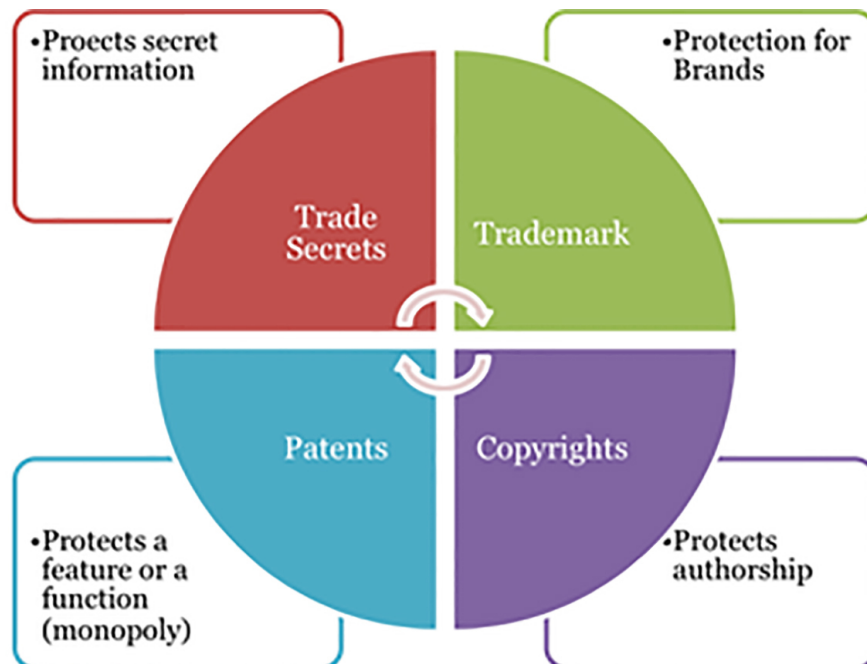 •Proects secret
information
•Protection for
Brands
Trade
Secrets
Trademark
Patents
Copyrights
•Protects a
feature or a
function
(monopoly)
•Protects
authorship